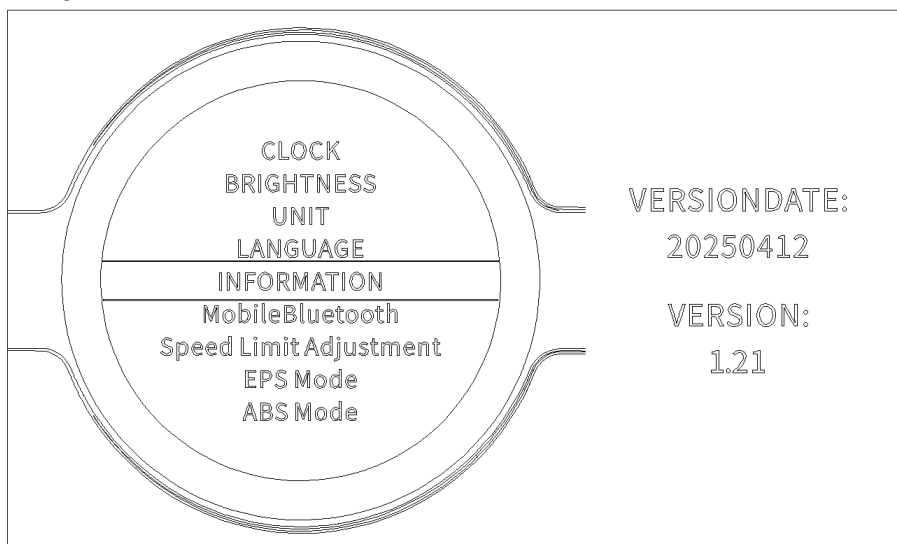 CLOCK
BRIGHTNESS
UNIT
LANGUAGE
INFORMATION
MobileBluetooth
Speed Limit Adjustment
EPS Mode
ABS Mode
VERSIONDATE:
20250412
VERSION:
1.21